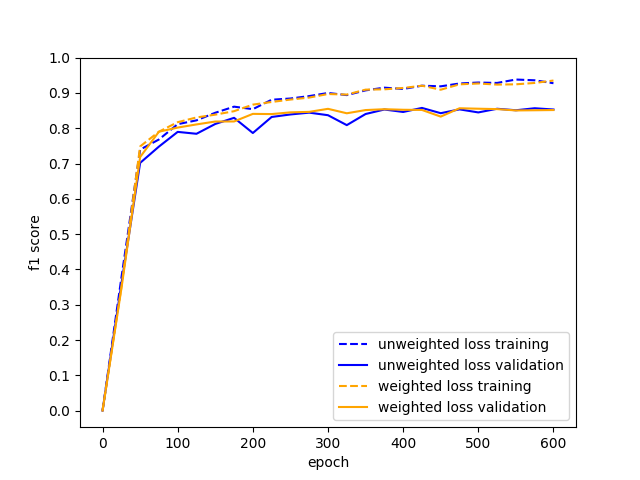 1.0
0.9
0.8
0.7
0.6
0.5
0.4
0.3
0.2
0.1
0.0
f1 score
unweighted loss training
unweighted loss validation
weighted loss training
weighted loss validation
0 100 200 300 400 500 600
epoch